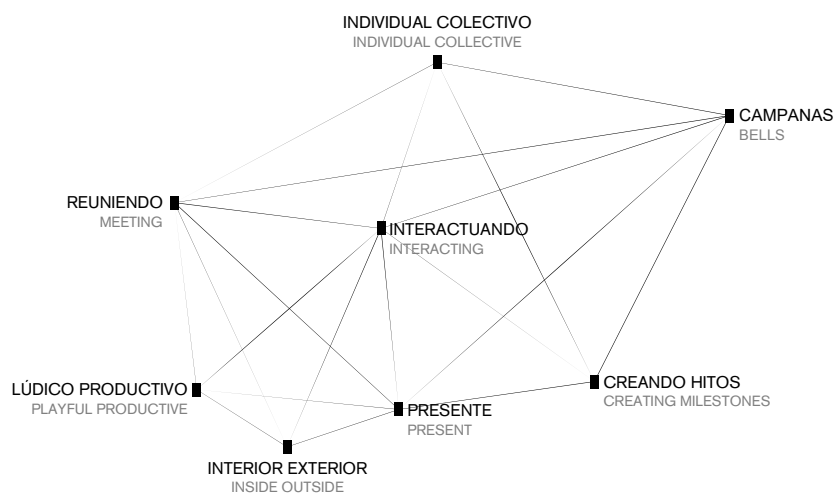 INDIVIDUAL COLECTIVO
INDIVIDUAL COLLECTIVE
CAMPANAS
BELLS
REUNIENDO
MEETING
INTERACTUANDO
INTERACTING
LÚDICO PRODUCTIVO
PLAYFUL PRODUCTIVE
CREANDO HITOS
CREATING MILESTONES
PRESENTE
PRESENT
INTERIOR EXTERIOR
INSIDE OUTSIDE